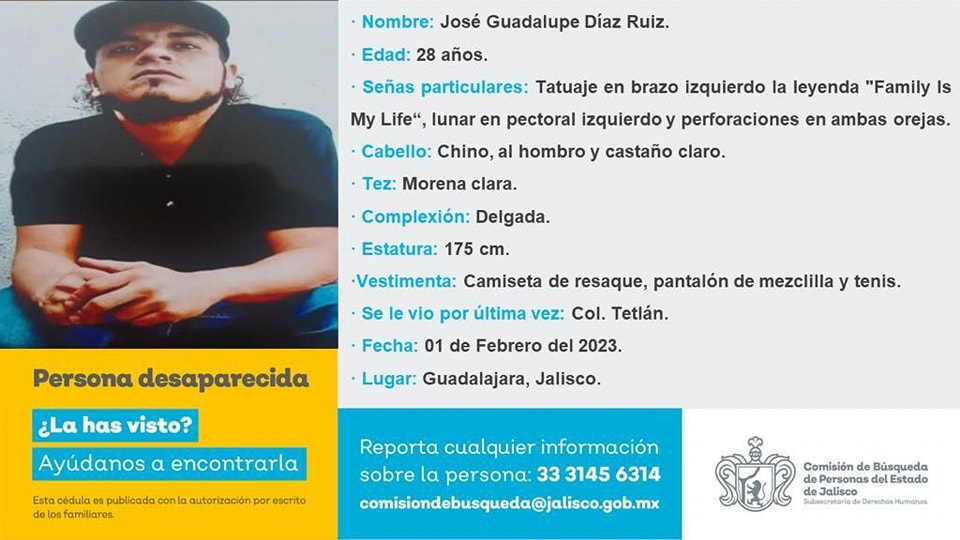 · Nombre: José Guadalupe Díaz Ruiz.
· Edad: 28 años.
· Señas particulares: Tatuaje en brazo izquierdo la leyenda "Family Is
My Life“, lunar en pectoral izquierdo y perforaciones en ambas orejas.
· Cabello: Chino, al hombro y castaño claro.
· Tez: Morena clara.
· Complexión: Delgada.
· Estatura: 175 cm.
·Vestimenta: Camiseta de resaque, pantalón de mezclilla y tenis.
· Se le vio por última vez: Col. Tetlán.
· Fecha: 01 de Febrero del 2023.
· Lugar: Guadalajara, Jalisco.
Persona desaparecida
¿La has visto?
Ayúdanos a encontrarla
Esta cédula es publicada con la autorización por escrito
de los familiares.
Reporta cualquier información
sobre la persona: 33 3145 6314
comisiondebusqueda@jalisco.gob.mx
Comisión de Búsqueda
de Personas del Estado
de Jalisco
Subsecretaría de Derechos Humanos